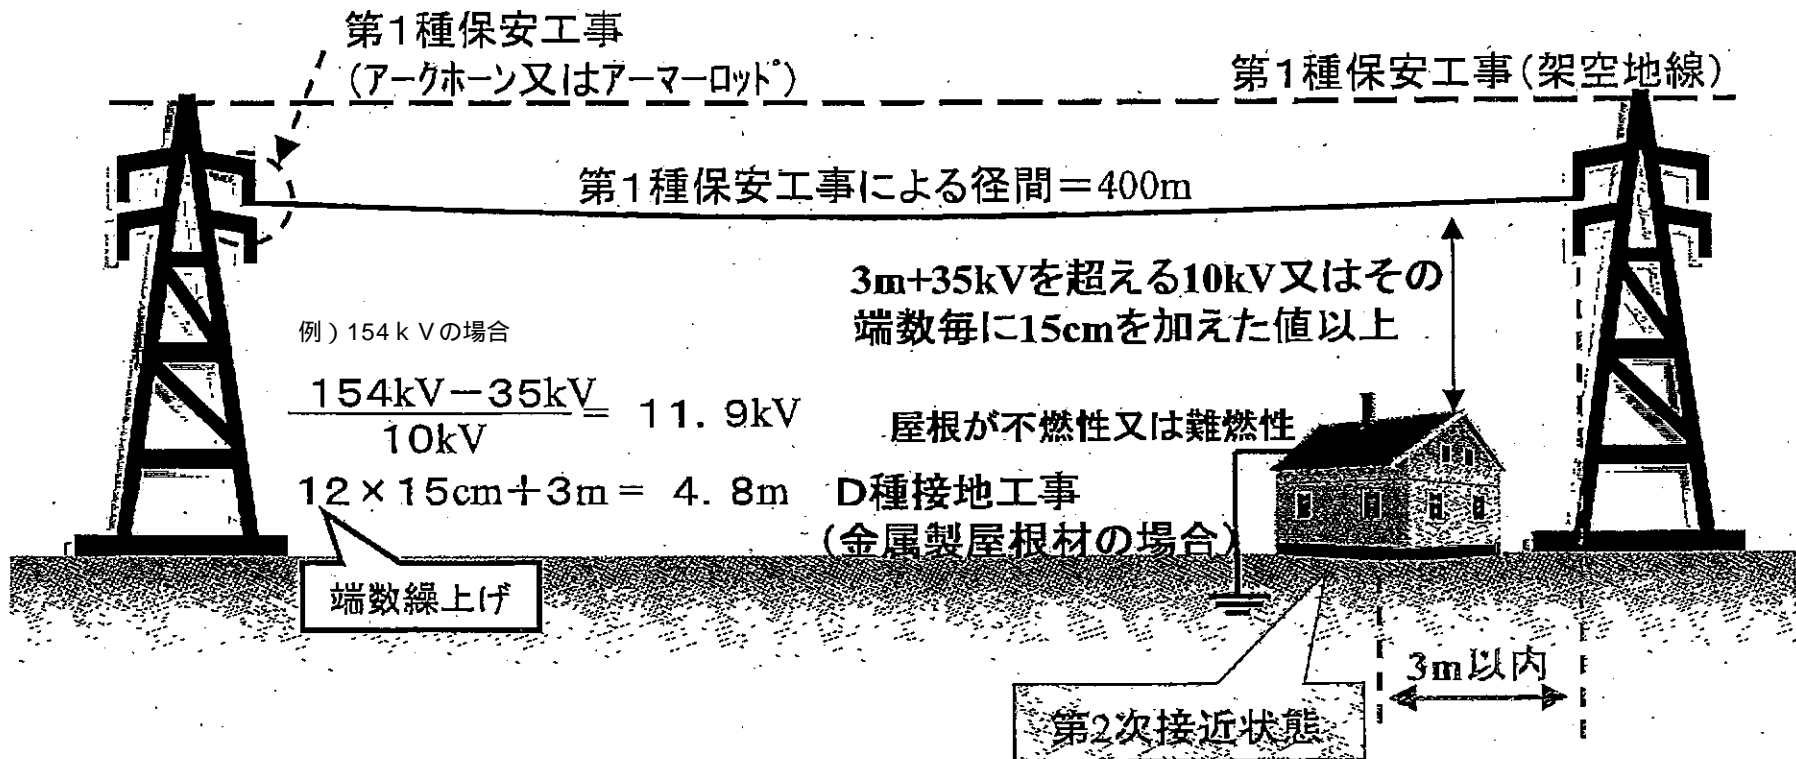 第1種保安工事
(アークホーン又はアーマーロッド)
第1種保安工事(架空地線)
第1種保安工事による径間＝400m
3m+35kVを超える10kV又はその
端数毎に15cmを加えた値以上
例）154ｋVの場合
154kV－35kV
10kV
＝ 11. 9kV
12×15cm＋3m＝ 4. 8m
端数繰上げ
屋根が不燃性又は難燃性
D種接地工事
(金属製屋根材の場合)
3m以内
第2次接近状態